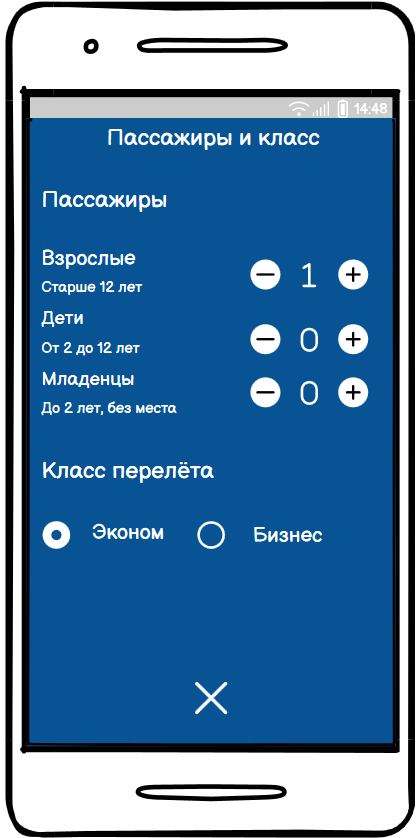 14:48
Пассажиры и класс
Пассажиры
Взрослые
Старше 12 лет
1
Дети
От 2 до 12 лет
0
Младенцы
До 2 лет, без места
0
Класс перелёта
Эконом
Бизнес